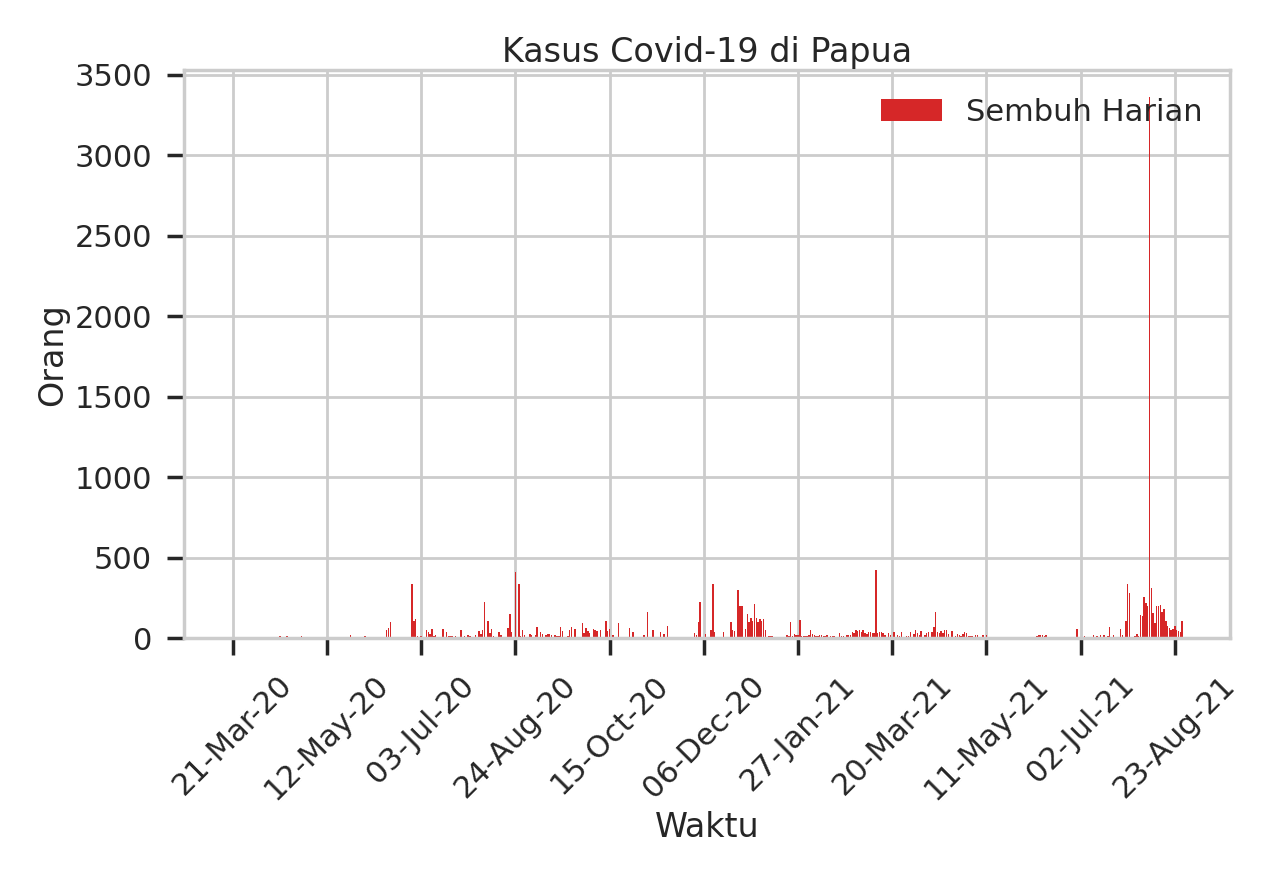 Kasus Covid-19 di Papua
Sembuh Harian
Orang
3500
3000
2500
2000
1500
1000
500
0
21-Mar-20
12-May-20
03-Jul-20
24-Aug-20
15-Oct-20
06-Dec-20
27-Jan-21
20-Mar-21
11-May-21
02-Jul-21
23-Aug-21
Waktu